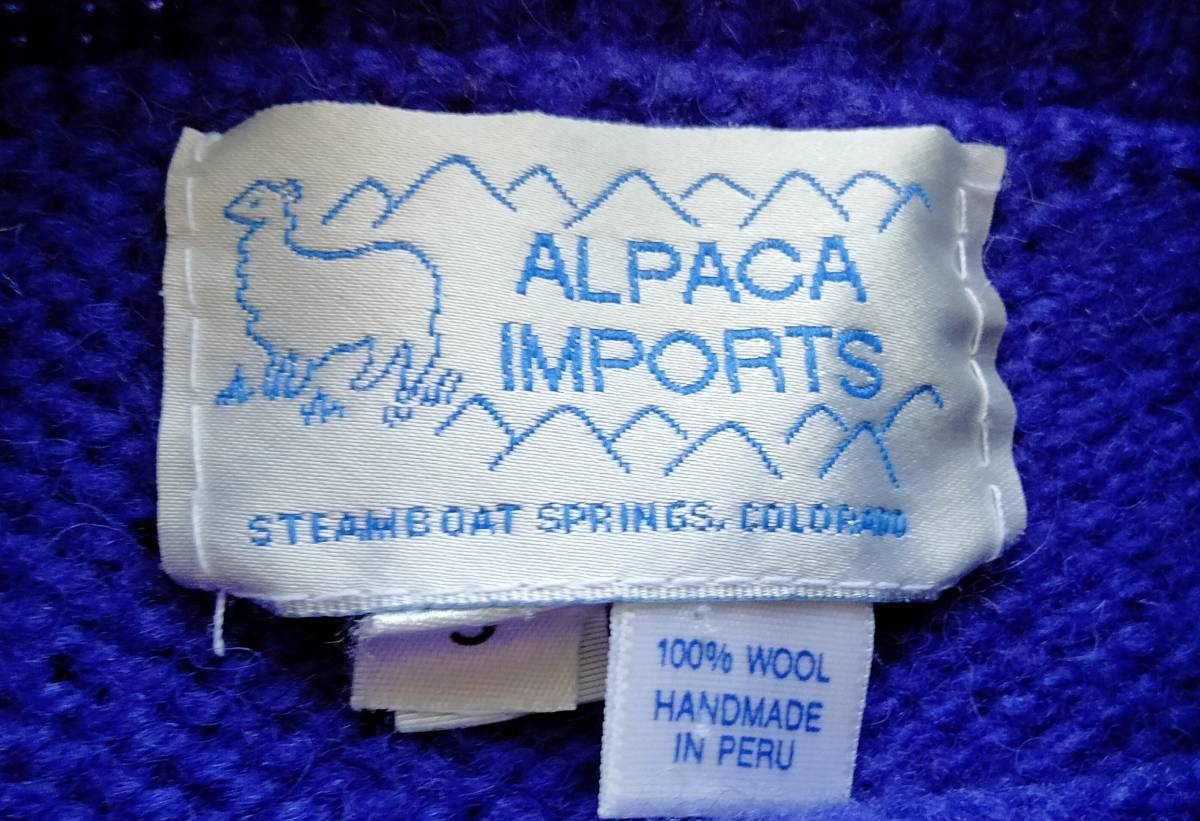 ALPACA
IMPORTS
STEAMBOAT SPRINGS, COLORADO
100% WOOL
HANDMADE
IN PERU